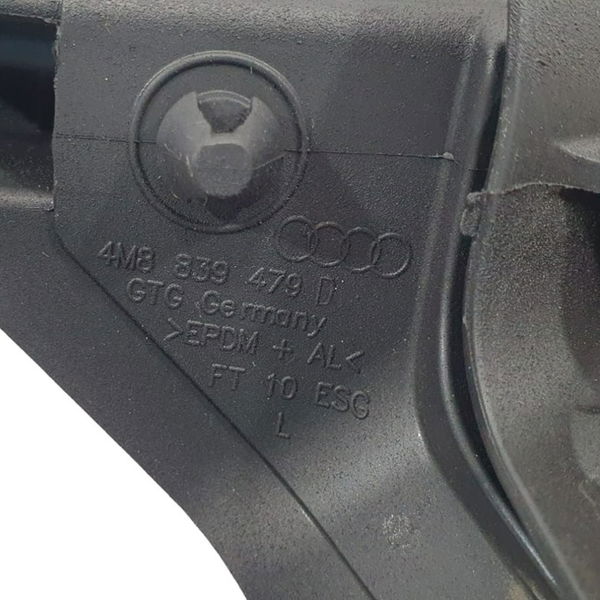 4M8 839 479 D
GTG Germany
>EPDM + AL<
FT 10 ESG
L